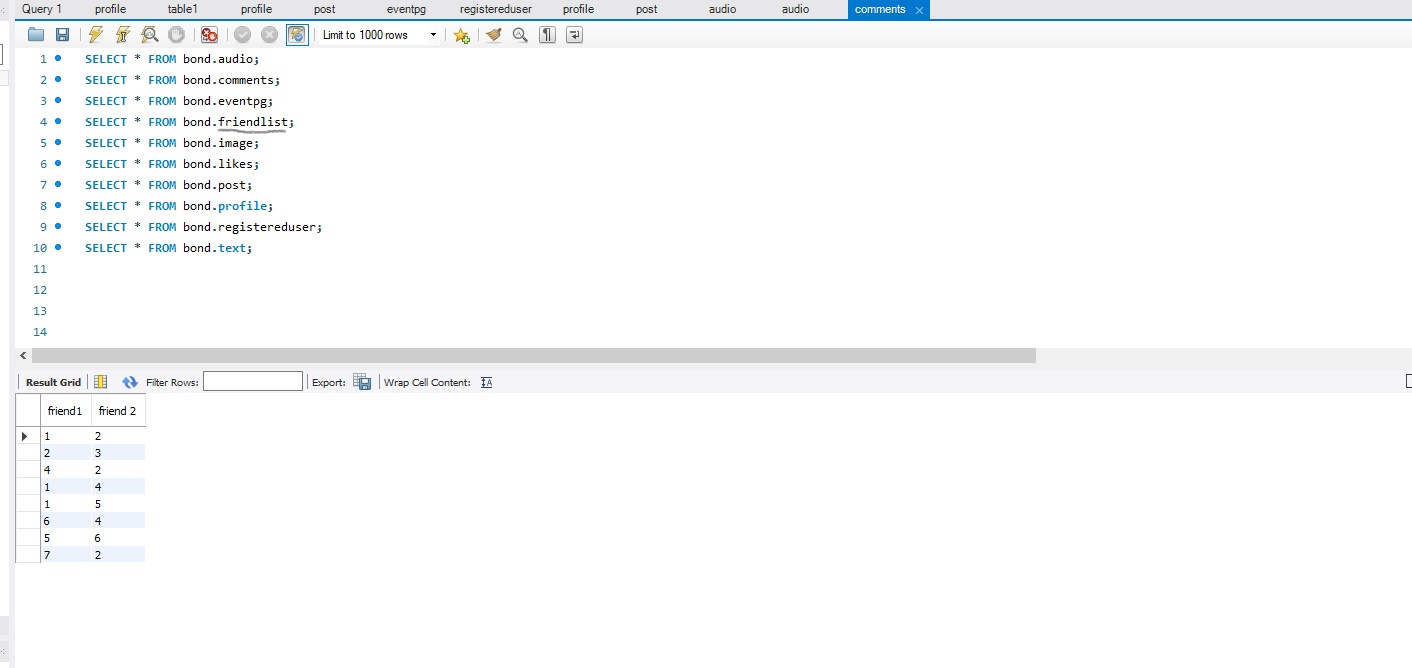 Query 1 profile table1 profile post eventpg registereduser profile post audio audio comments
Limit to 1000 rows
1 SELECT * FROM bond.audio;
2 SELECT * FROM bond.comments;
3 SELECT * FROM bond.eventpg;
4 SELECT * FROM bond.friendlist;
5 SELECT * FROM bond.image;
6 SELECT * FROM bond.likes;
7 SELECT * FROM bond.post;
8 SELECT * FROM bond.profile;
9 SELECT * FROM bond.registereduser;
10 SELECT * FROM bond.text;
11
12
13
14
Result Grid Filter Rows: Export: Wrap Cell Content:
friend1 friend 2
1 2
2 3
4 2
1 4
1 5
6 4
5 6
7 2